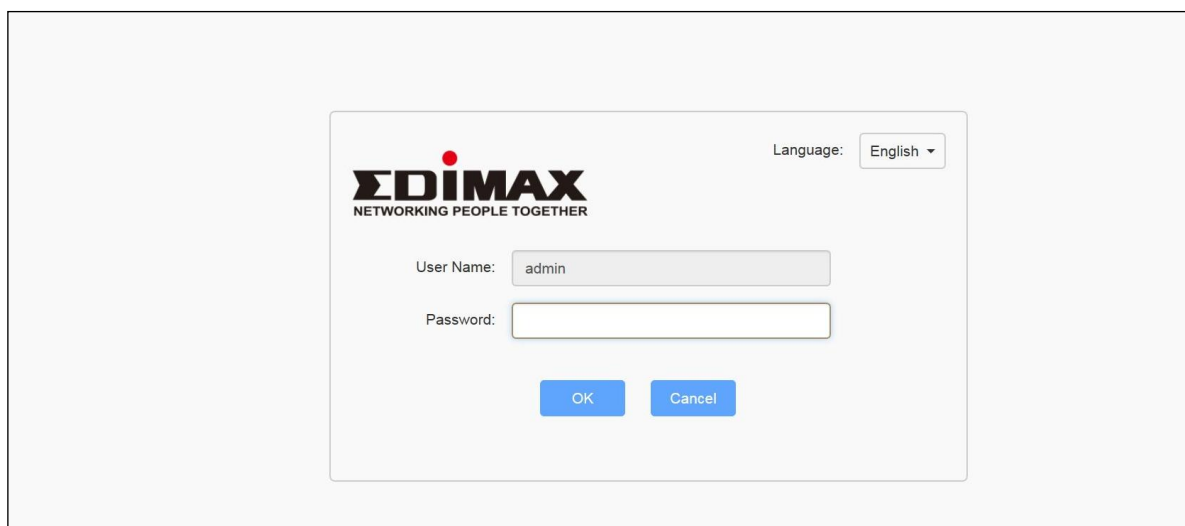 Language: English
EDIMAX
NETWORKING PEOPLE TOGETHER
User Name: admin
Password:
OK Cancel